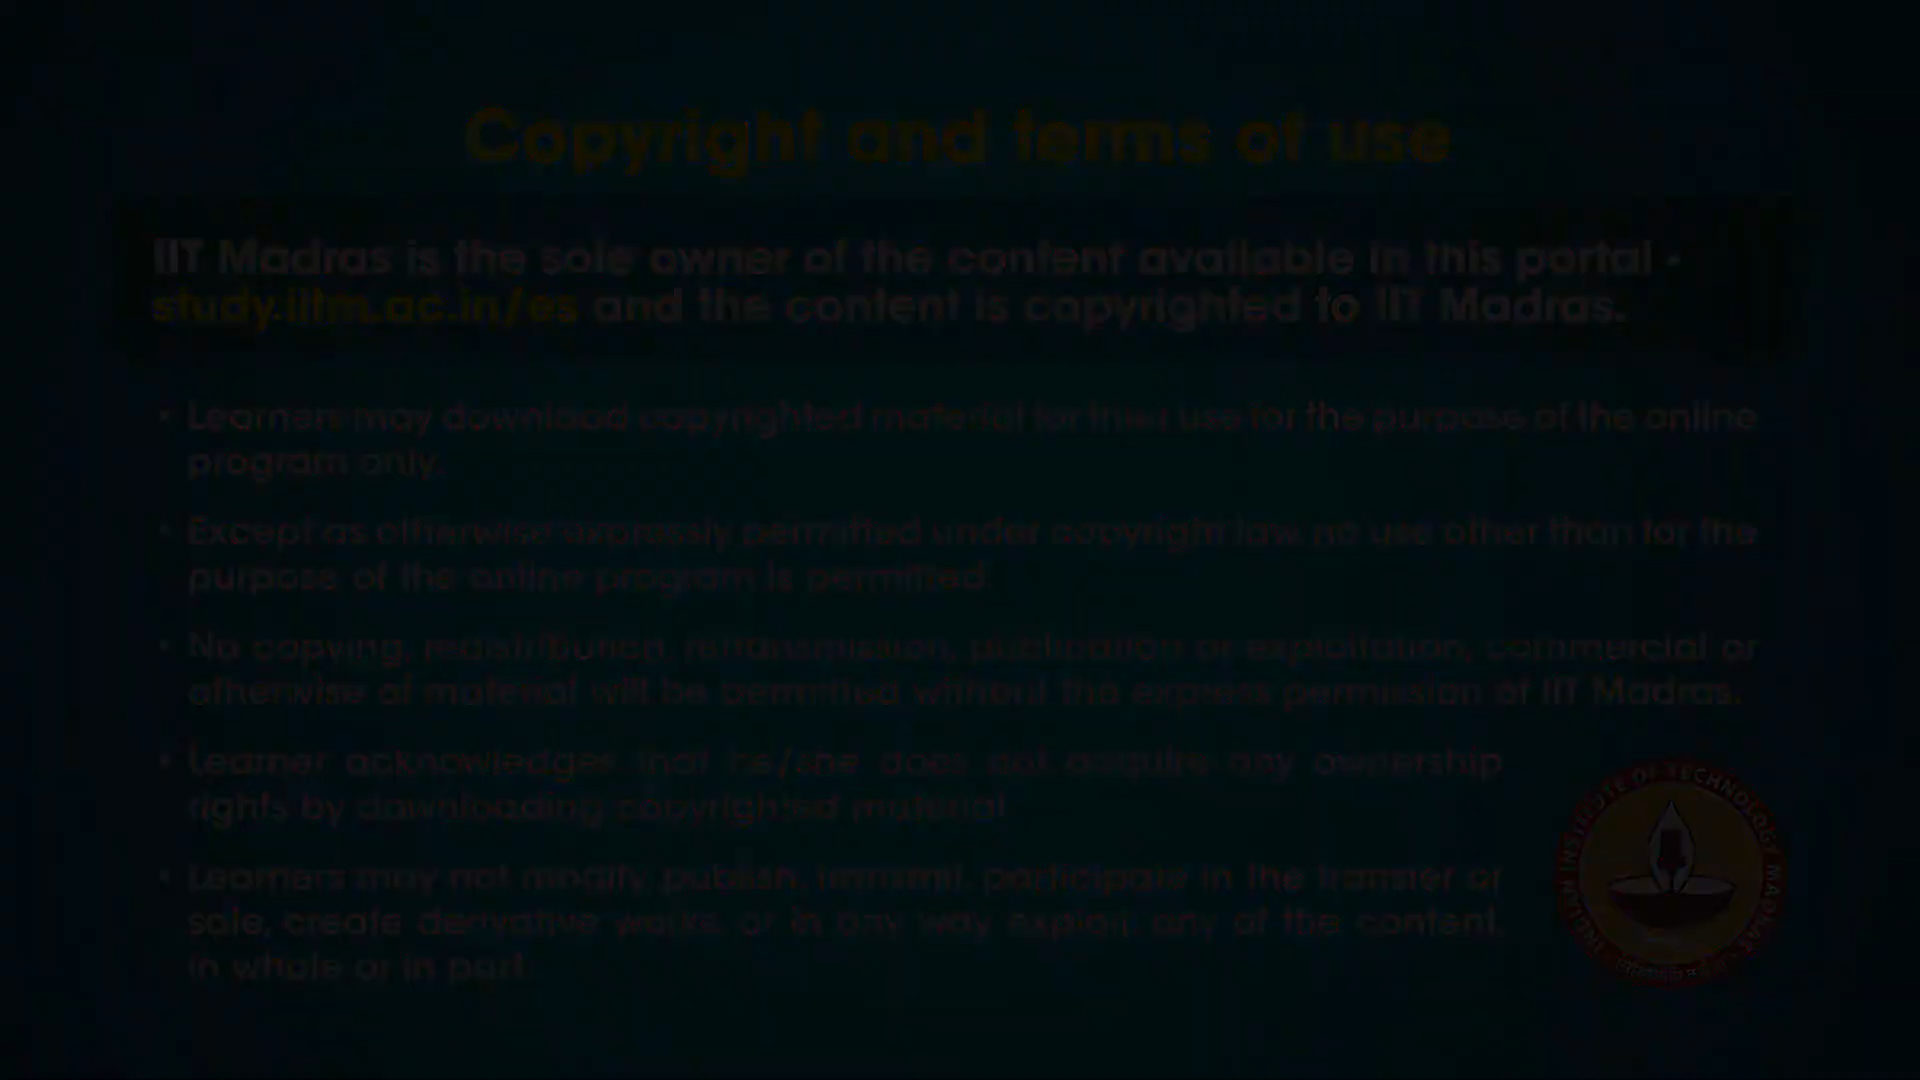 Copyright and terms of use
IIT Madras is the sole owner of the content available in this portal -
study.iitm.ac.in/es and the content is copyrighted to IIT Madras.
• Learners may download copyrighted material for their use for the purpose of the online
program only.
• Except as otherwise expressly permitted under copyright law, no use other than for the
purpose of the online program is permitted.
• No copying, redistribution, retransmission, publication or exploitation, commercial or
otherwise of material will be permitted without the express permission of IIT Madras.
• Learner acknowledges that he/she does not acquire any ownership
rights by downloading copyrighted material.
• Learners may not modify, publish, transmit, participate in the transfer or
sale, create derivative works, or in any way exploit, any of the content,
in whole or in part.
INDIAN INSTITUTE OF TECHNOLOGY MADRAS